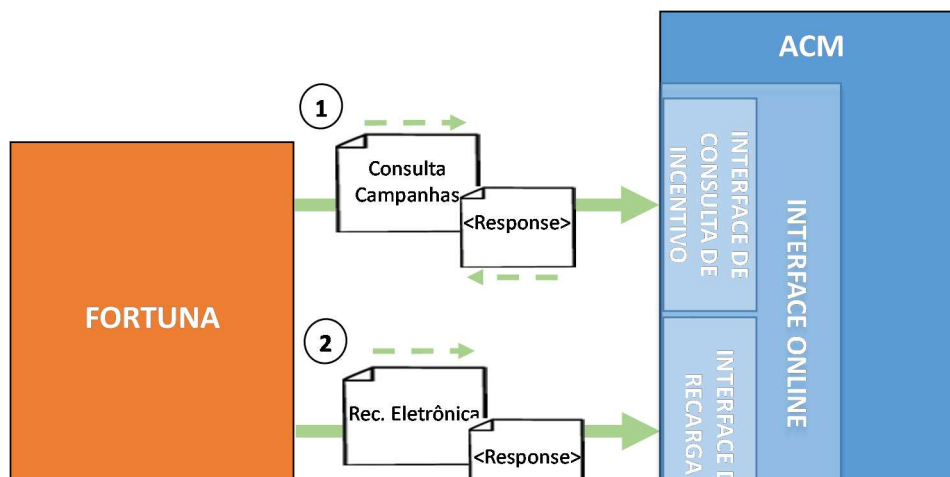 ACM
1
Consulta
Campanhas
<Response>
INTERFACE DE
CONSULTA DE
INCENTIVO
INTERFACE ONLINE
FORTUNA
2
Rec. Eletrônica
<Response>
INTERFACE
RECARGA